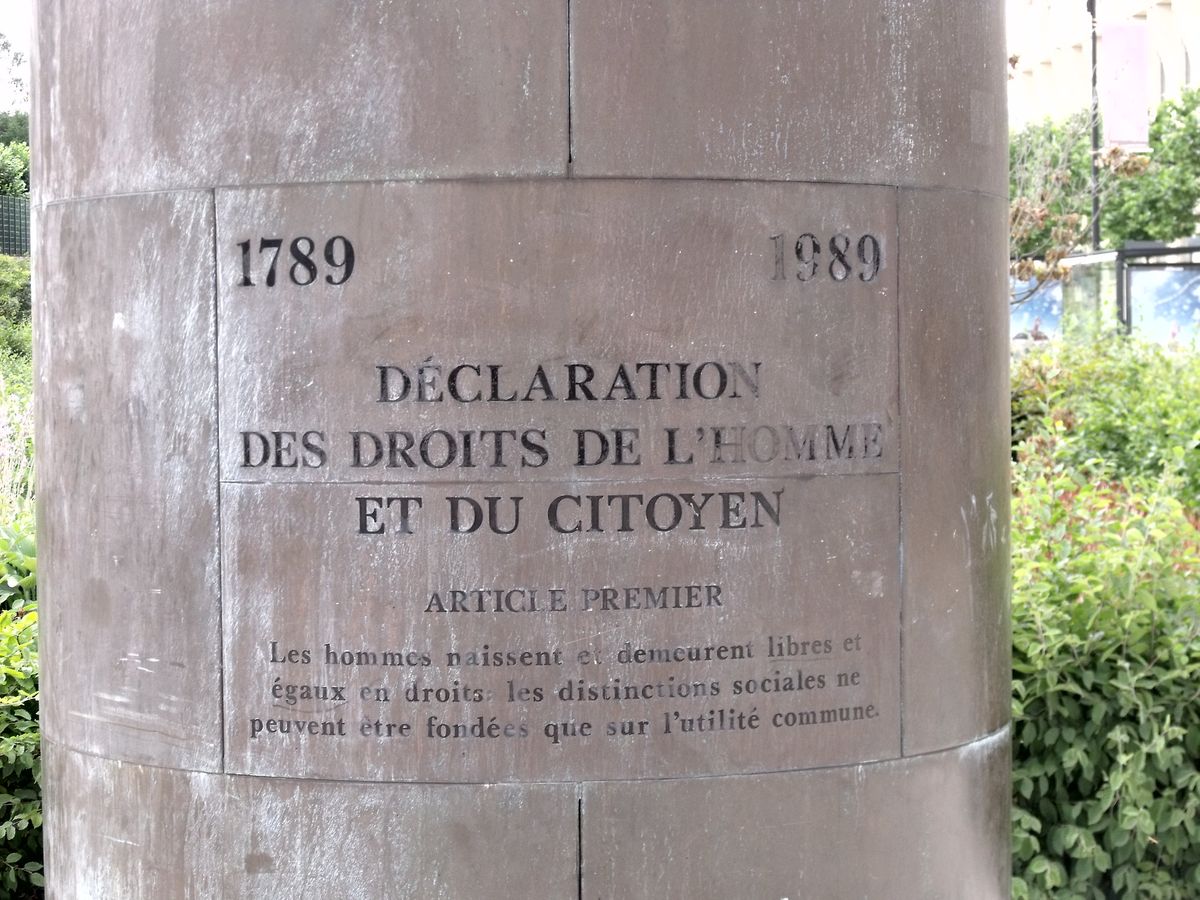 1789 1989
DÉCLARATION
DES DROITS DE L'HOMME
ET DU CITOYEN
ARTICLE PREMIER
Les hommes naissent et demeurent libres et
égaux en droits; les distinctions sociales ne
peuvent être fondées que sur l'utilité commune.